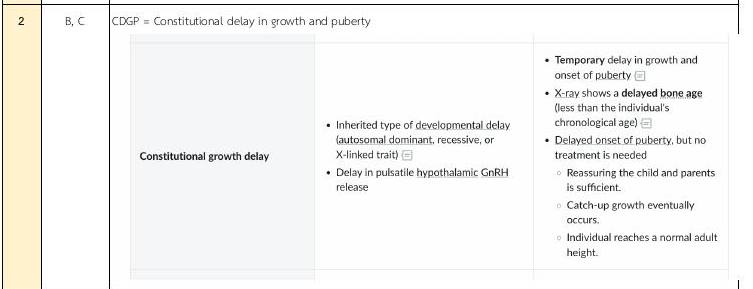 2
B, C
CDGP = Constitutional delay in growth and puberty
Constitutional growth delay
• Inherited type of developmental delay
(autosomal dominant, recessive, or
X-linked trait)
• Delay in pulsatile hypothalamic GnRH
release
• Temporary delay in growth and
onset of puberty
• X-ray shows a delayed bone age
(less than the individual's
chronological age)
• Delayed onset of puberty, but no
treatment is needed
○ Reassuring the child and parents
is sufficient.
○ Catch-up growth eventually
occurs.
○ Individual reaches a normal adult
height.